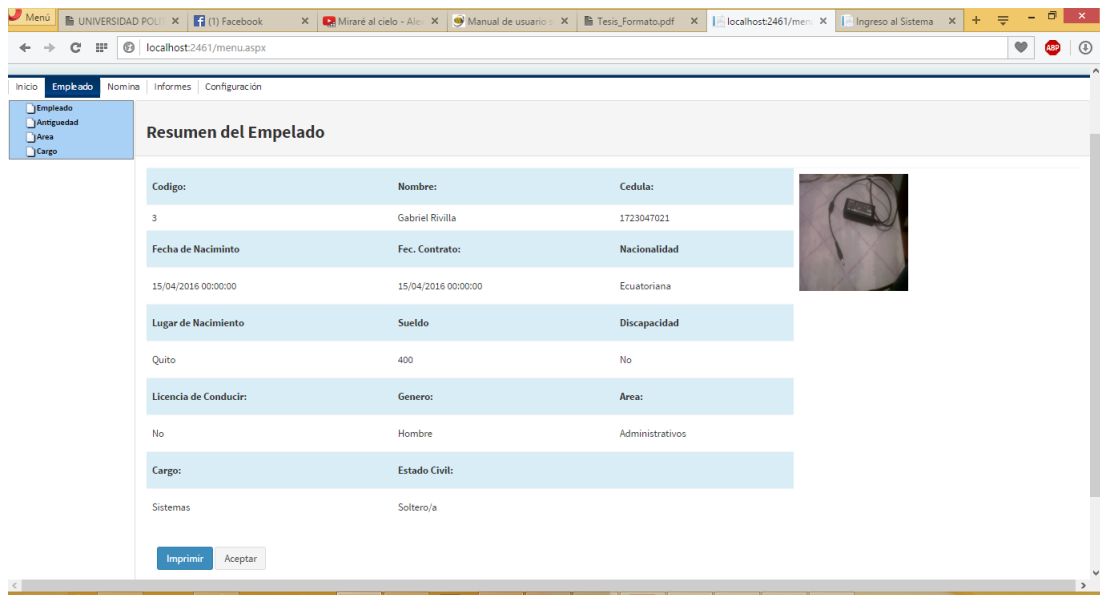 Menú UNIVERSIDAD POLI (1) Facebook Miraré al cielo - Ale Manual de usuario s Tesis_Formato.pdf localhost:2461/men Ingreso al Sistema
localhost:2461/menu.aspx ABP
Inicio Empleado Nomina Informes Configuración
Empleado
Antiguedad
Area
Cargo
Resumen del Empelado
Codigo: Nombre: Cedula:
3 Gabriel Rivilla 1723047021
Fecha de Naciminto Fec. Contrato: Nacionalidad
15/04/2016 00:00:00 15/04/2016 00:00:00 Ecuatoriana
Lugar de Nacimiento Sueldo Discapacidad
Quito 400 No
Licencia de Conducir: Genero: Area:
No Hombre Administrativos
Cargo: Estado Civil:
Sistemas Soltero/a
Imprimir Aceptar